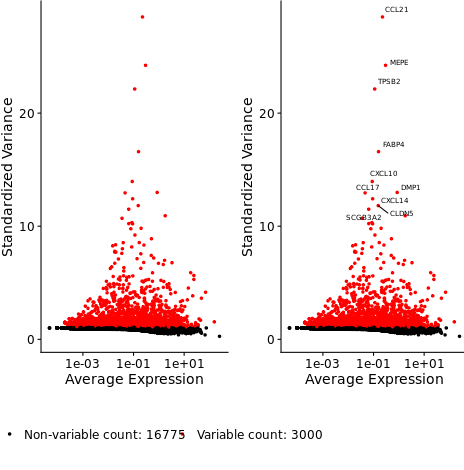 CCL21
MEPE
TPSB2
FABP4
CXCL10
CCL17
DMP1
CXCL14
CLDN5
SCGB3A2
20
10
0
Standardized Variance
1e-03 1e-01 1e+01
Average Expression
20
10
0
Standardized Variance
1e-03 1e-01 1e+01
Average Expression
Non-variable count: 16775 Variable count: 3000